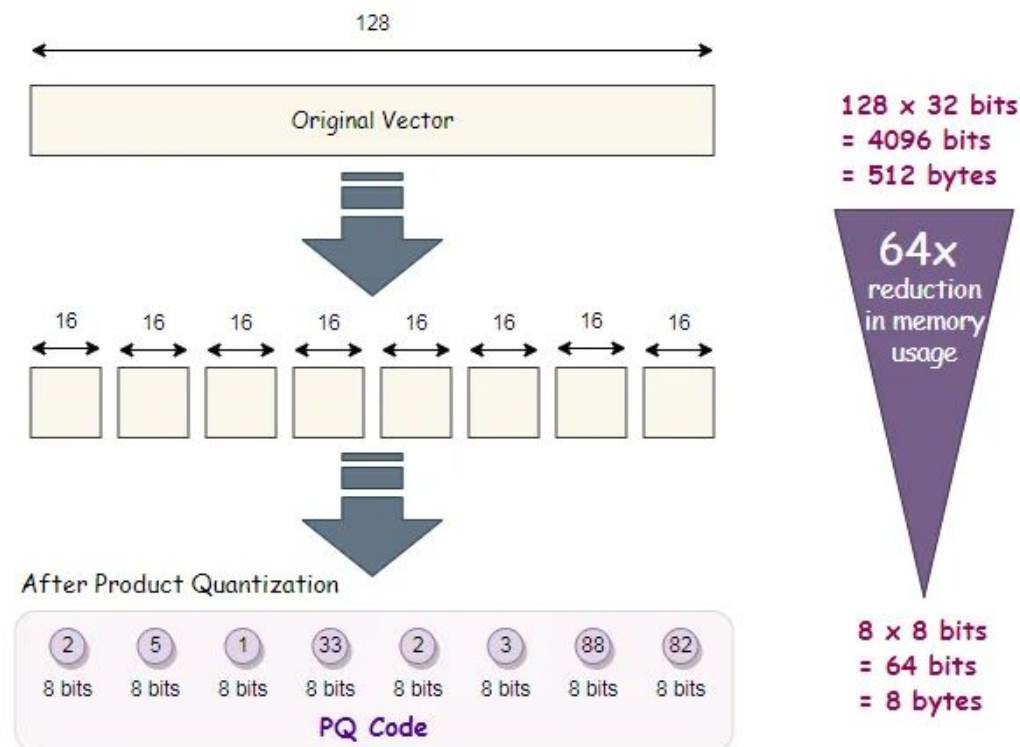 128
Original Vector
128 x 32 bits
= 4096 bits
= 512 bytes
64x
reduction
in memory
usage
16 16 16 16 16 16 16 16
After Product Quantization
2 5 1 33 2 3 88 82
8 bits 8 bits 8 bits 8 bits 8 bits 8 bits 8 bits 8 bits
PQ Code
8 x 8 bits
= 64 bits
= 8 bytes